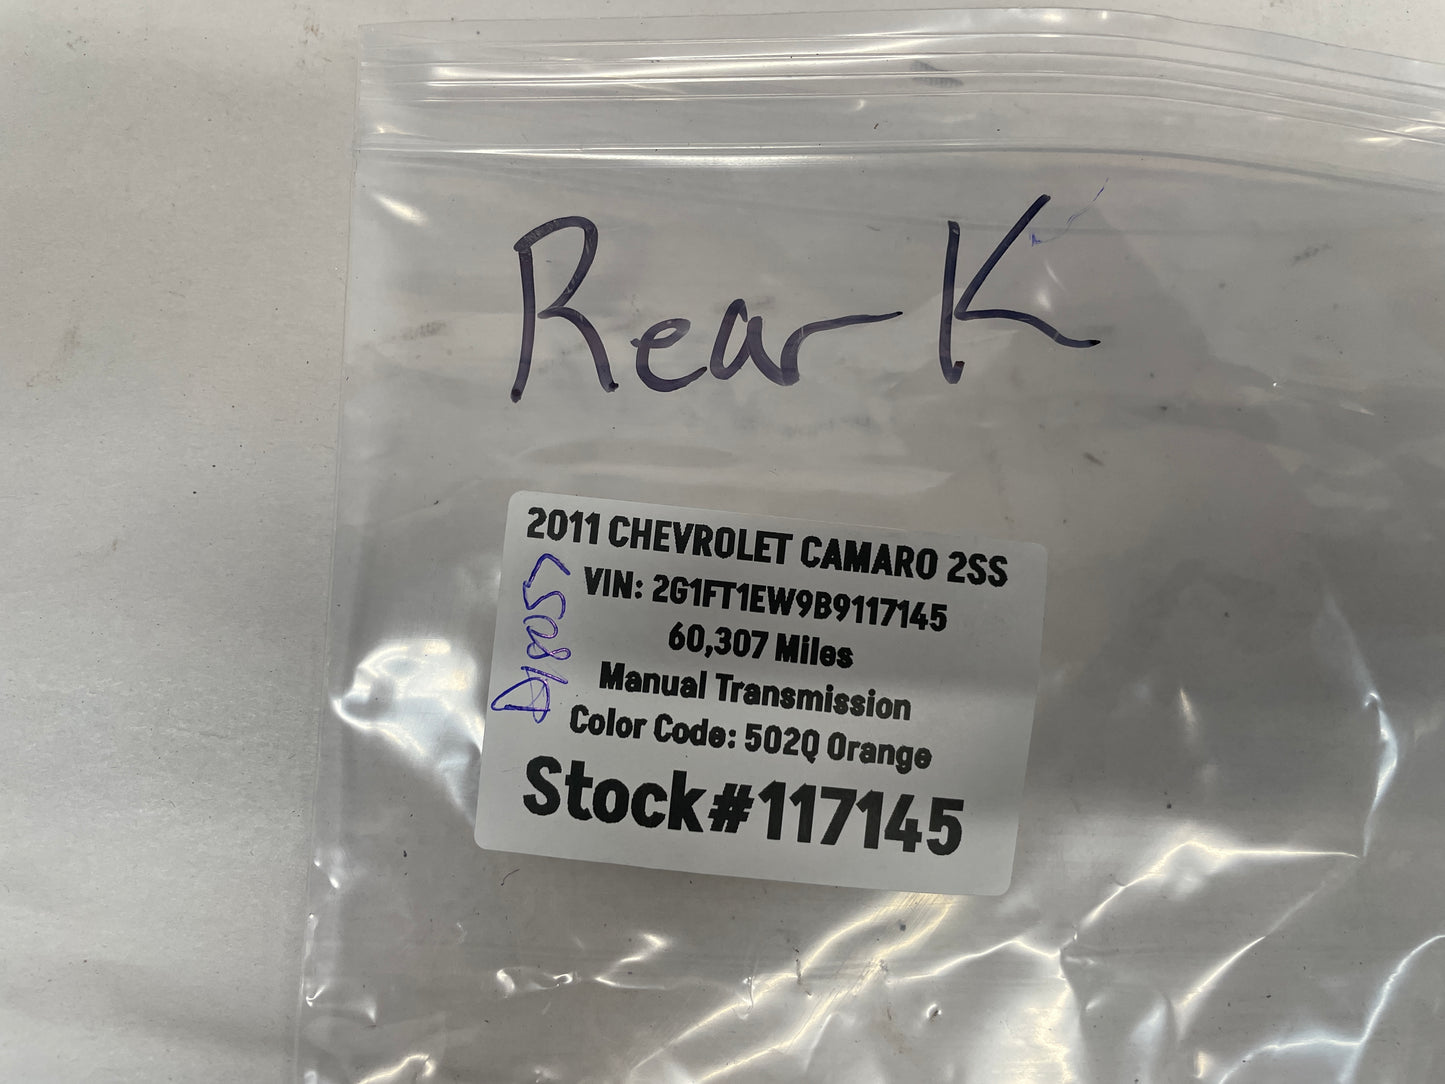 Rear K
2011 CHEVROLET CAMARO 2SS
VIN: 2G1FT1EW9B9117145
60,307 Miles
Manual Transmission
Color Code: 502Q Orange
Stock#117145